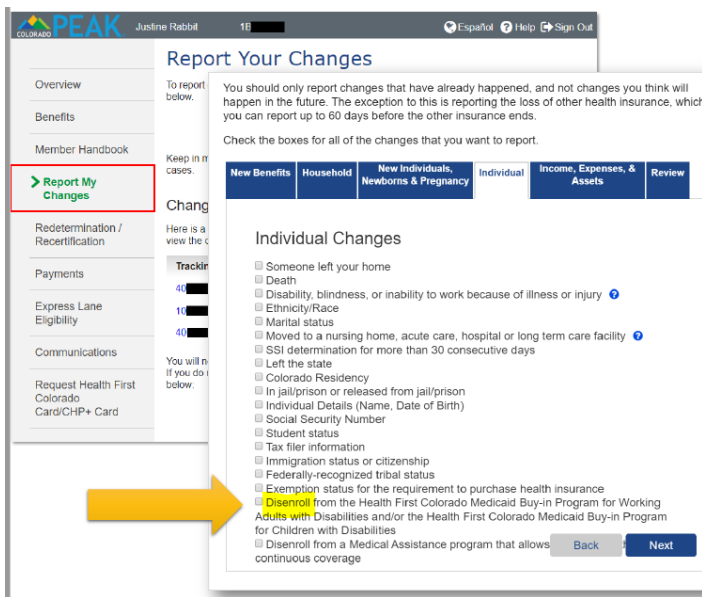 COLORADO PEAK Justine Rabbit 1B Español Help Sign Out
Report Your Changes
Overview
Benefits
Member Handbook
Report My
Changes
Redetermination /
Recertification
Payments
Express Lane
Eligibility
Communications
Request Health First
Colorado
Card/CHP+ Card
To report
below.
Keep in
cases.
Chang
Here is a
view the
Trackin
40
10
40
You will
If you do
below.
You should only report changes that have already happened, and not changes you think will
happen in the future. The exception to this is reporting the loss of other health insurance, which
you can report up to 60 days before the other insurance ends.
Check the boxes for all of the changes that you want to report.
New Benefits Household New Individuals, Newborns & Pregnancy Individual Income, Expenses, & Assets Review
Individual Changes
Someone left your home
Death
Disability, blindness, or inability to work because of illness or injury
Ethnicity/Race
Marital status
Moved to a nursing home, acute care, hospital or long term care facility
SSI determination for more than 30 consecutive days
Left the state
Colorado Residency
In jail/prison or released from jail/prison
Individual Details (Name, Date of Birth)
Social Security Number
Student status
Tax filer information
Immigration status or citizenship
Federally-recognized tribal status
Exemption status for the requirement to purchase health insurance
Disenroll from the Health First Colorado Medicaid Buy-in Program for Working
Adults with Disabilities and/or the Health First Colorado Medicaid Buy-in Program
for Children with Disabilities
Disenroll from a Medical Assistance program that allows
continuous coverage
Back Next